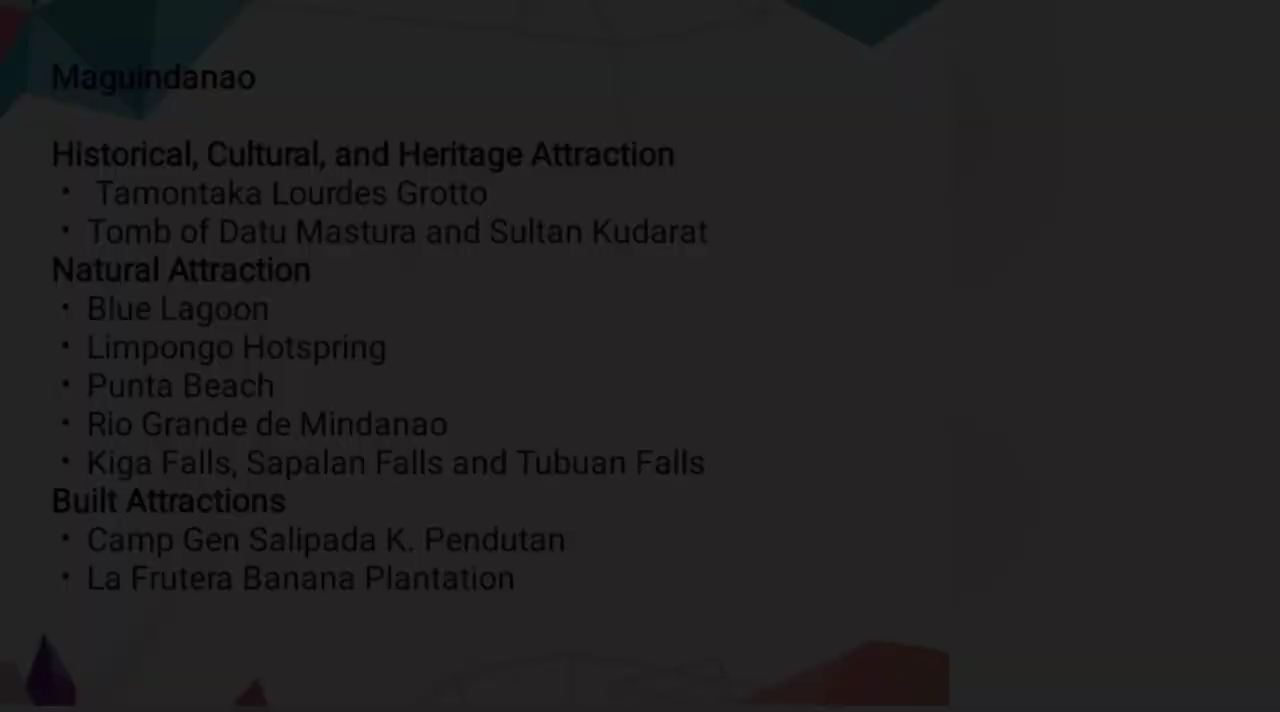 Maguindanao
Historical, Cultural, and Heritage Attraction
• Tamontaka Lourdes Grotto
• Tomb of Datu Mastura and Sultan Kudarat
Natural Attraction
• Blue Lagoon
• Limpongo Hotspring
• Punta Beach
• Rio Grande de Mindanao
• Kiga Falls, Sapalan Falls and Tubuan Falls
Built Attractions
• Camp Gen Salipada K. Pendutan
• La Frutera Banana Plantation